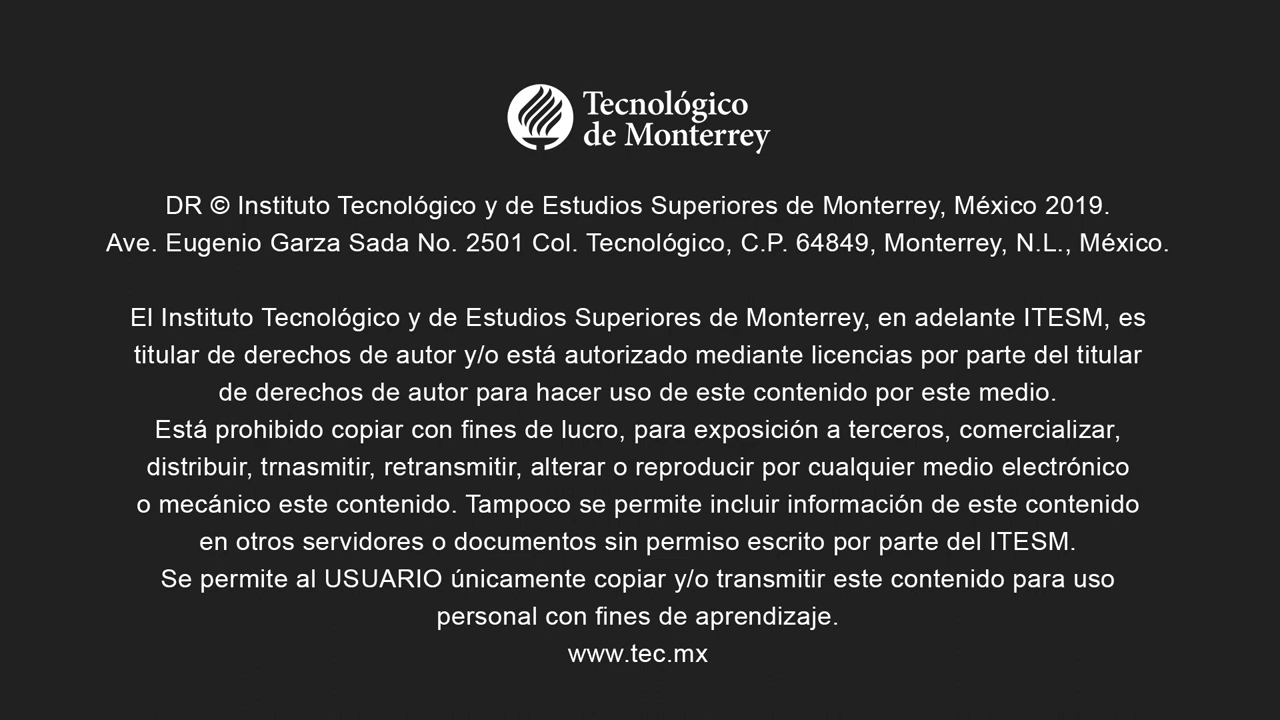 Tecnológico
de Monterrey
DR © Instituto Tecnológico y de Estudios Superiores de Monterrey, México 2019.
Ave. Eugenio Garza Sada No. 2501 Col. Tecnológico, C.P. 64849, Monterrey, N.L., México.
El Instituto Tecnológico y de Estudios Superiores de Monterrey, en adelante ITESM, es
titular de derechos de autor y/o está autorizado mediante licencias por parte del titular
de derechos de autor para hacer uso de este contenido por este medio.
Está prohibido copiar con fines de lucro, para exposición a terceros, comercializar,
distribuir, trnasmitir, retransmitir, alterar o reproducir por cualquier medio electrónico
o mecánico este contenido. Tampoco se permite incluir información de este contenido
en otros servidores o documentos sin permiso escrito por parte del ITESM.
Se permite al USUARIO únicamente copiar y/o transmitir este contenido para uso
personal con fines de aprendizaje.
www.tec.mx